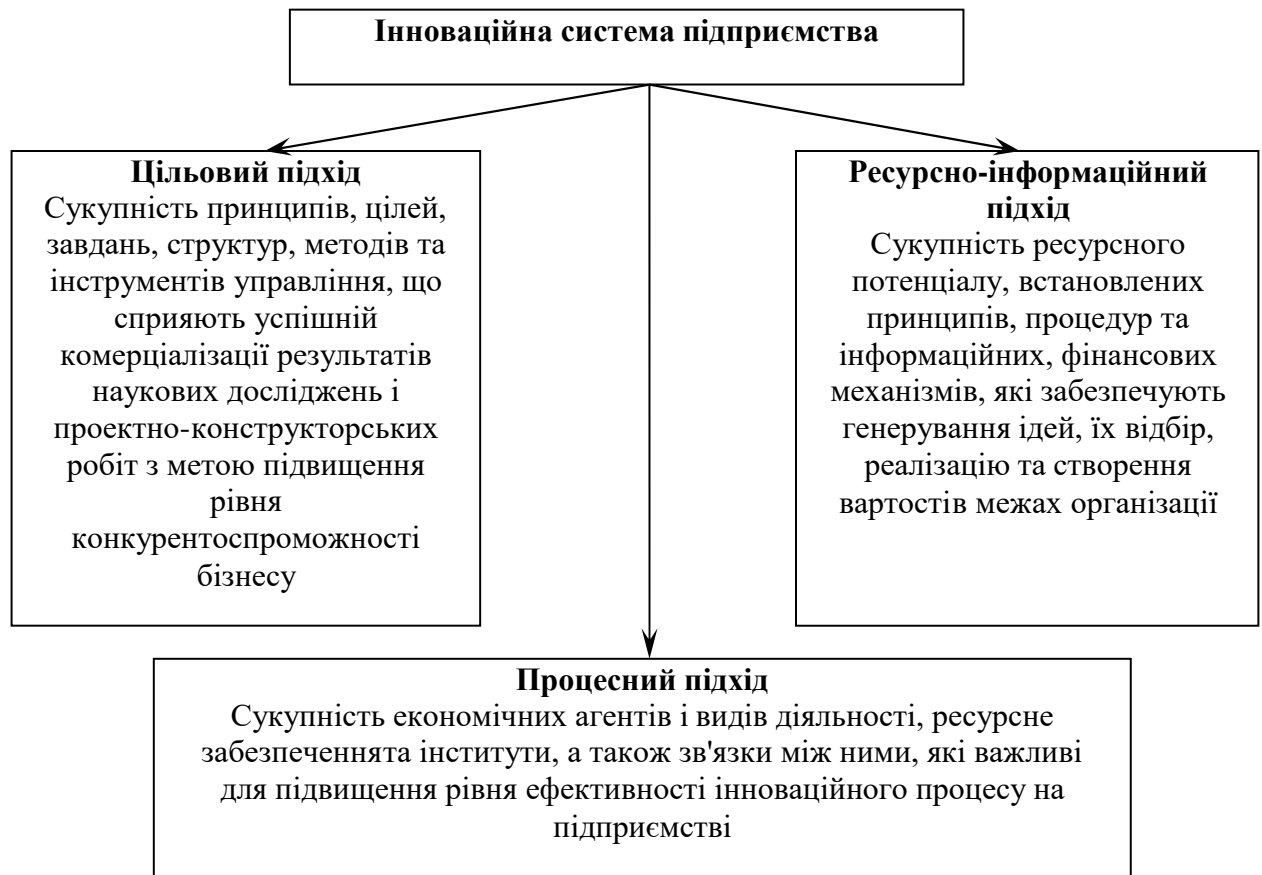 Інноваційна система підприємства
Цільовий підхід
Сукупність принципів, цілей,
завдань, структур, методів та
інструментів управління, що
сприяють успішній
комерціалізації результатів
наукових досліджень і
проектно-конструкторських
робіт з метою підвищення
рівня
конкурентоспроможності
бізнесу
Ресурсно-інформаційний
підхід
Сукупність ресурсного
потенціалу, встановлених
принципів, процедур та
інформаційних, фінансових
механізмів, які забезпечують
генерування ідей, їх відбір,
реалізацію та створення
вартостів межах організації
Процесний підхід
Сукупність економічних агентів і видів діяльності, ресурсне
забезпеченнята інститути, а також зв'язки між ними, які важливі
для підвищення рівня ефективності інноваційного процесу на
підприємстві